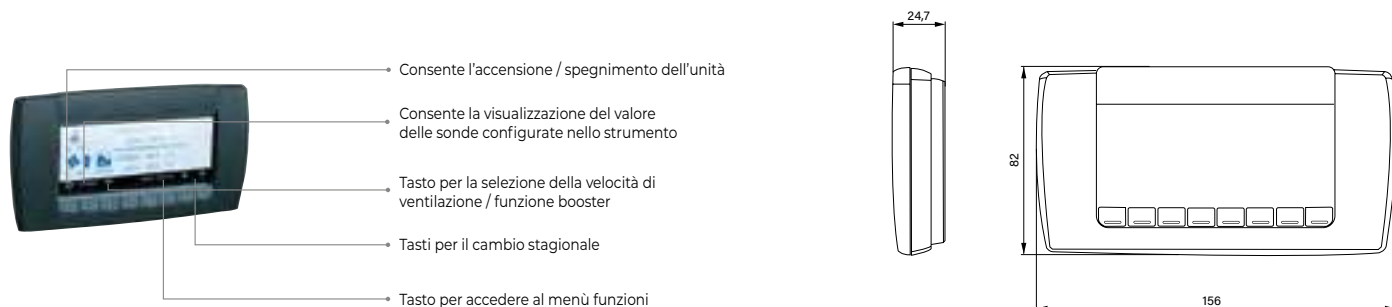 Consente l'accensione / spegnimento dell'unità
Consente la visualizzazione del valore
delle sonde configurate nello strumento
Tasto per la selezione della velocità di
ventilazione / funzione booster
Tasti per il cambio stagionale
Tasto per accedere al menù funzioni
24,7
82
156